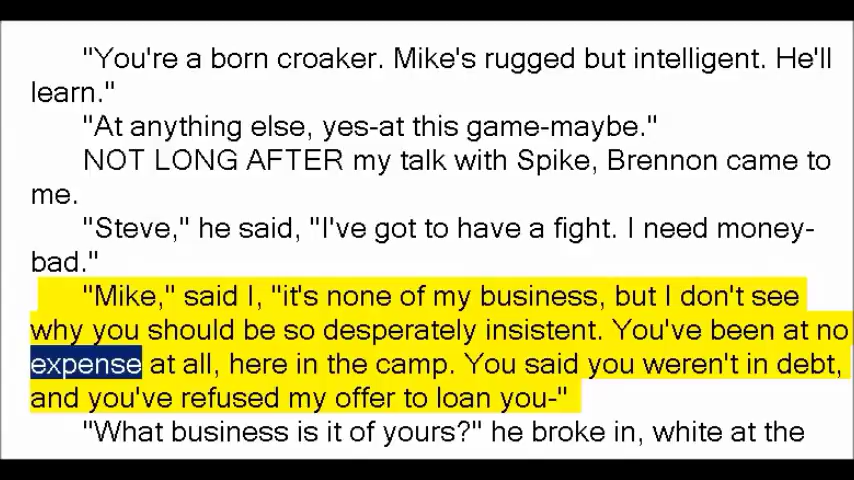 "You're a born croaker. Mike's rugged but intelligent. He'll
learn."
"At anything else, yes-at this game-maybe."
NOT LONG AFTER my talk with Spike, Brennon came to
me.
"Steve," he said, "I've got to have a fight. I need money-
bad."
"Mike," said I, "it's none of my business, but I don't see
why you should be so desperately insistent. You've been at no
expense at all, here in the camp. You said you weren't in debt,
and you've refused my offer to loan you-"
"What business is it of yours?" he broke in, white at the